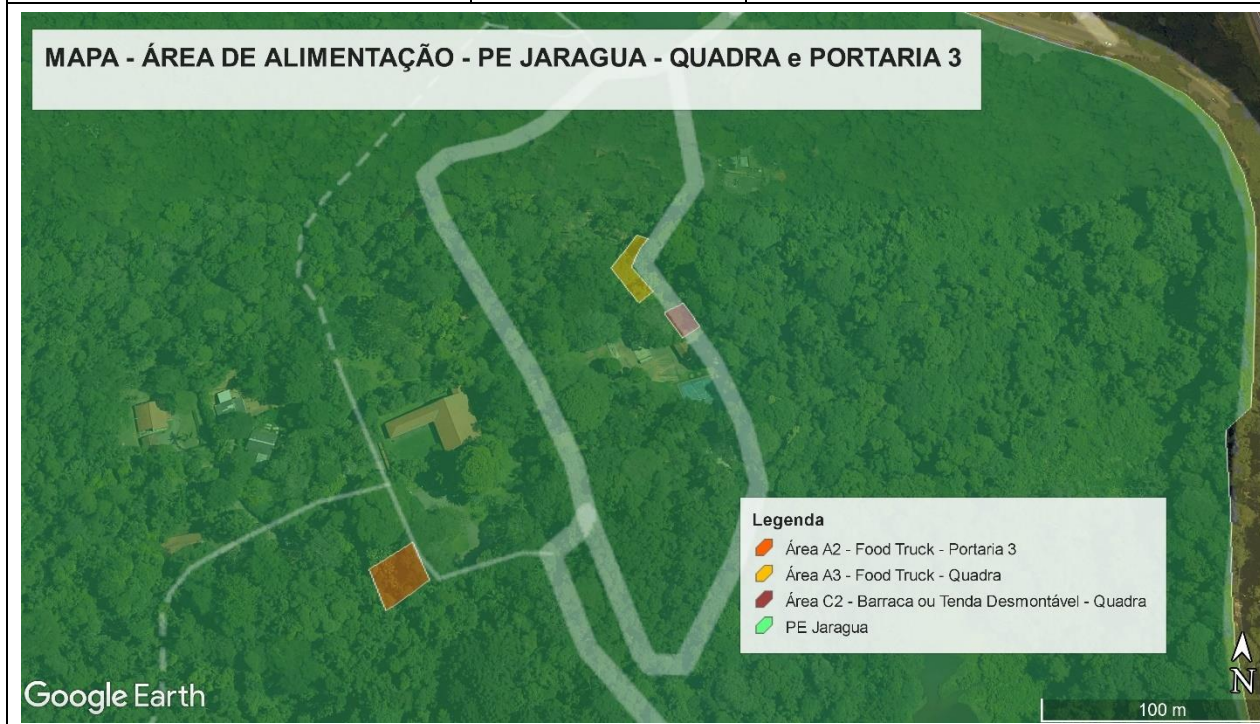 MAPA - ÁREA DE ALIMENTAÇÃO - PE JARAGUA - QUADRA e PORTARIA 3
Legenda
Área A2 - Food Truck - Portaria 3
Área A3 - Food Truck - Quadra
Área C2 - Barraca ou Tenda Desmontável - Quadra
PE Jaragua
N
Google Earth
100 m